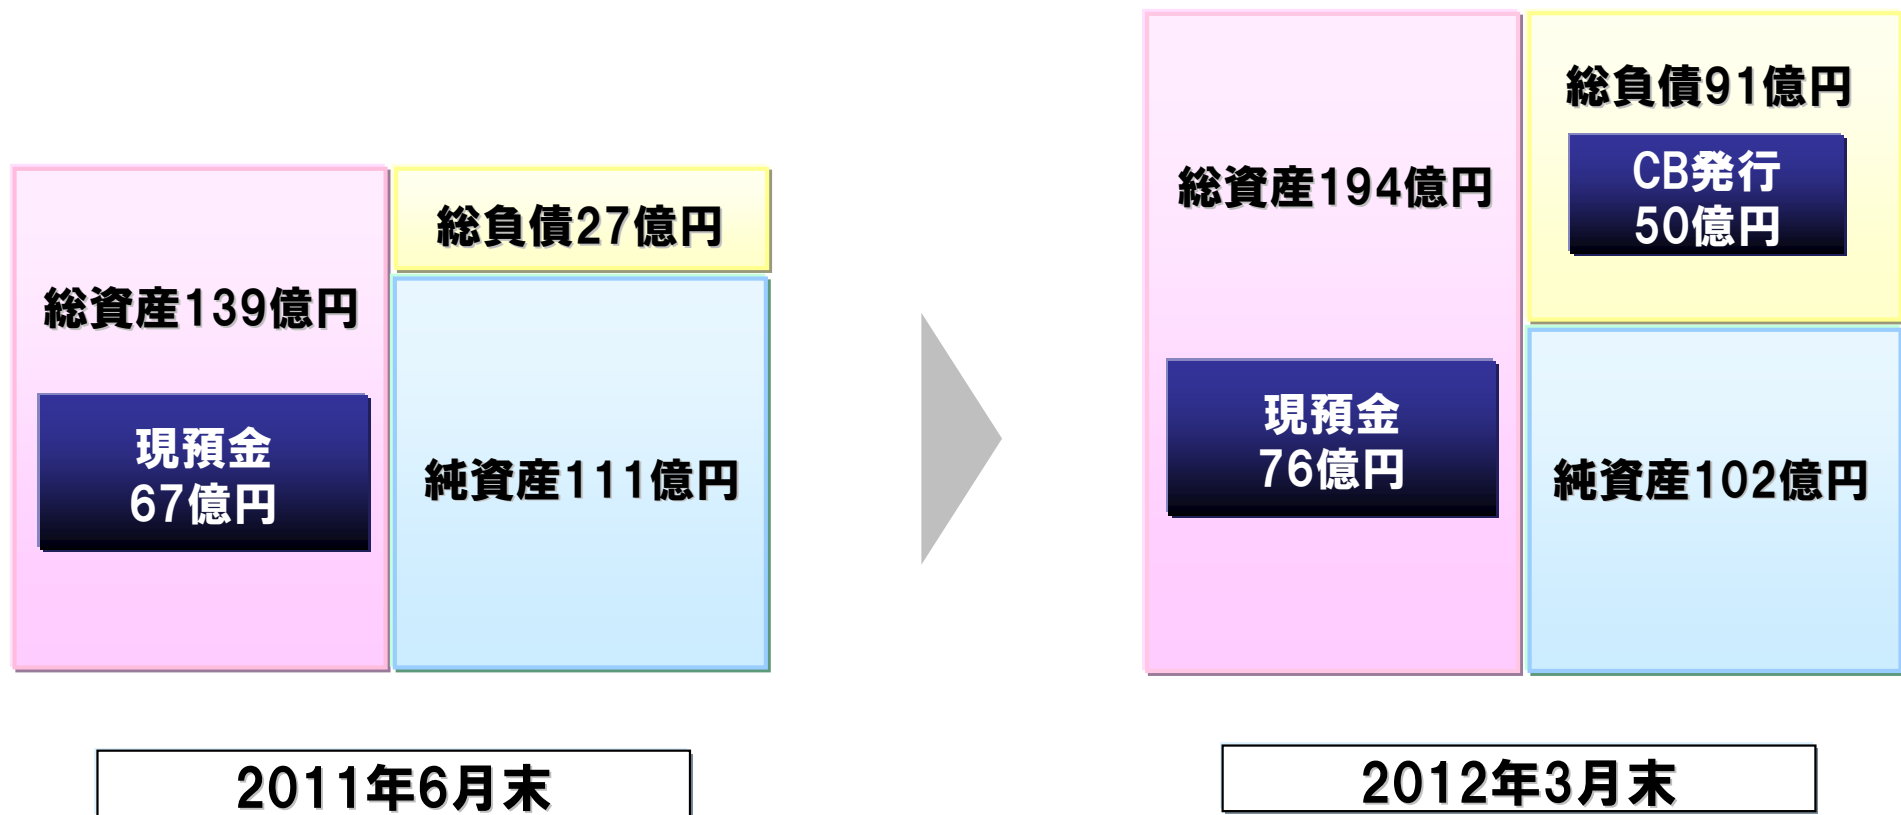 総資産139億円
現預金
67億円
総負債27億円
純資産111億円
2011年6月末
総資産194億円
現預金
76億円
総負債91億円
CB発行
50億円
純資産102億円
2012年3月末